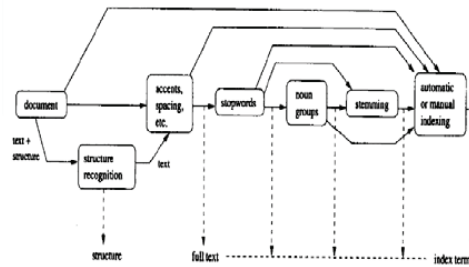 document
text +
structure
structure
recognition
text
accents,
spacing,
etc.
stopwords
noun
groups
stemming
automatic
or manual
indexing
structure
full text
index term